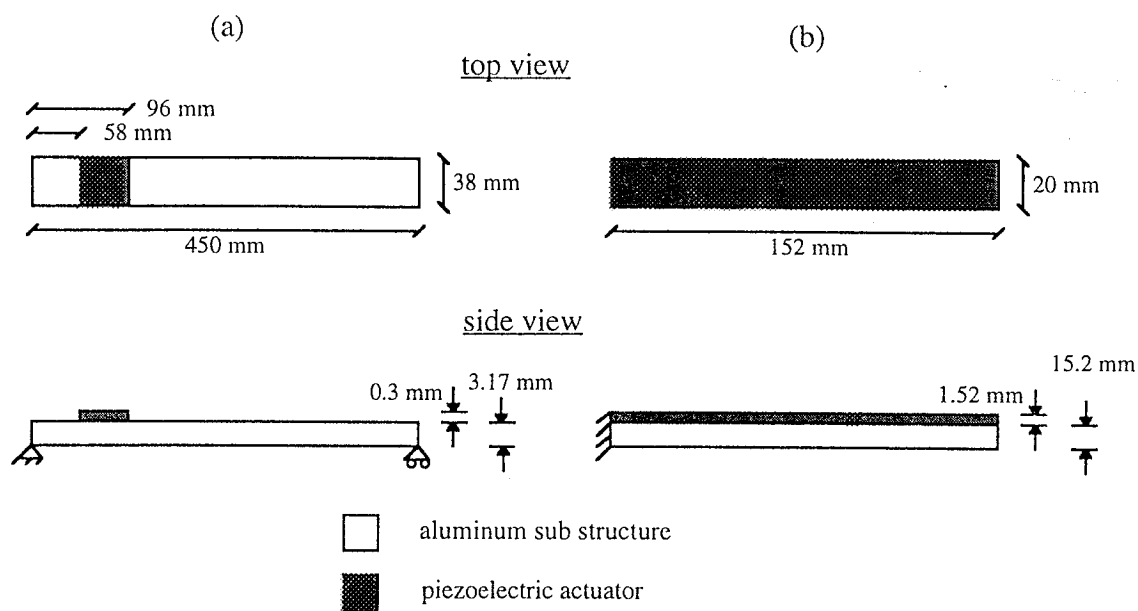 (a)
(b)
top view
96 mm
58 mm
38 mm
450 mm
20 mm
152 mm
side view
0.3 mm
3.17 mm
1.52 mm
15.2 mm
aluminum sub structure
piezoelectric actuator